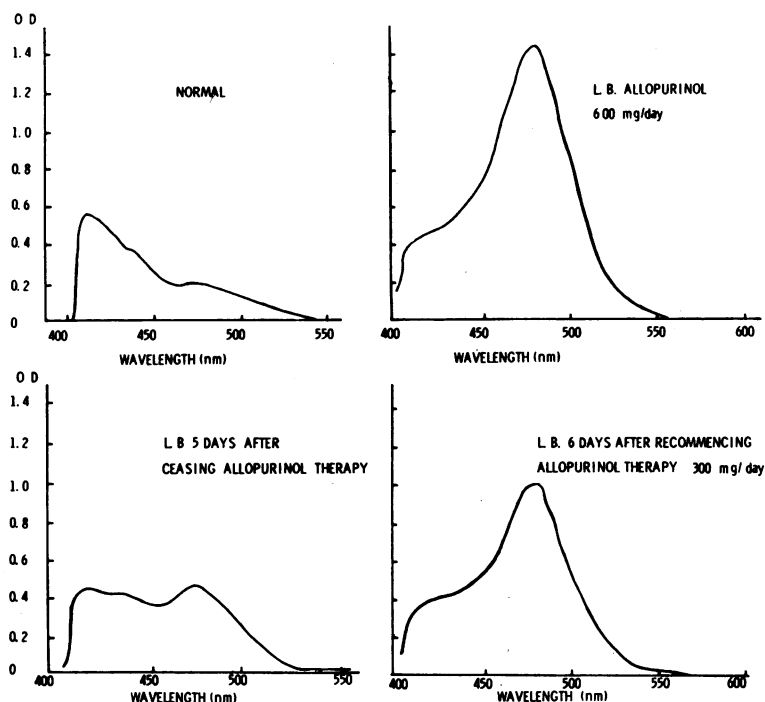 O D
1.4
1.2
1.0
0.8
0.6
0.4
0.2
0
NORMAL
400 450 500 550
WAVELENGTH (nm)
L. B. ALLOPURINOL
600 mg/day
400 450 500 550 600
WAVELENGTH (nm)
O D
1.4
1.2
1.0
0.8
0.6
0.4
0.2
0
L. B 5 DAYS AFTER
CEASING ALLOPURINOL THERAPY
400 450 500 550
WAVELENGTH (nm)
L. B. 6 DAYS AFTER RECOMMENCING
ALLOPURINOL THERAPY 300 mg/day
400 450 500 550 600
WAVELENGTH (nm)